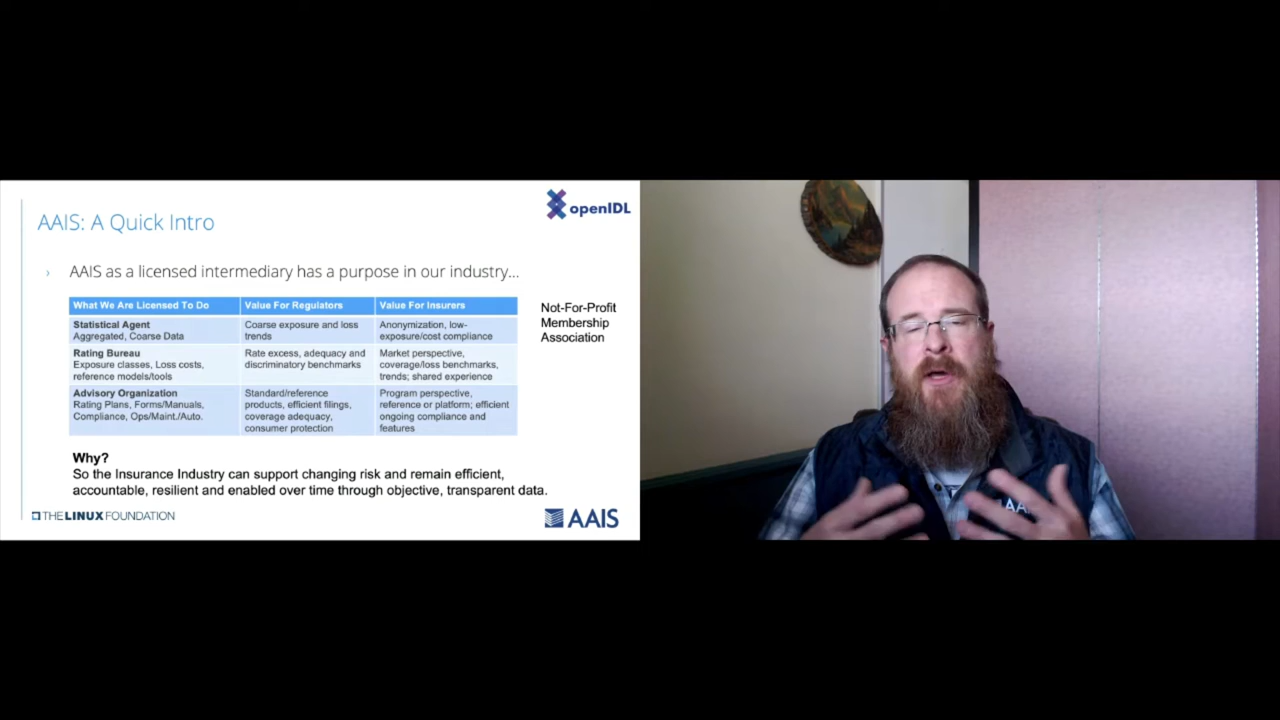 openIDL
AAIS: A Quick Intro
› AAIS as a licensed intermediary has a purpose in our industry...
What We Are Licensed To Do
Value For Regulators
Value For Insurers
Statistical Agent
Aggregated, Coarse Data
Coarse exposure and loss
trends
Anonymization, low-
exposure/cost compliance
Rating Bureau
Exposure classes, Loss costs,
reference models/tools
Rate excess, adequacy and
discriminatory benchmarks
Market perspective,
coverage/loss benchmarks,
trends; shared experience
Advisory Organization
Rating Plans, Forms/Manuals,
Compliance, Ops/Maint./Auto.
Standard/reference
products, efficient filings,
coverage adequacy,
consumer protection
Program perspective,
reference or platform; efficient
ongoing compliance and
features
Not-For-Profit
Membership
Association
Why?
So the Insurance Industry can support changing risk and remain efficient,
accountable, resilient and enabled over time through objective, transparent data.
THE LINUX FOUNDATION
AAIS